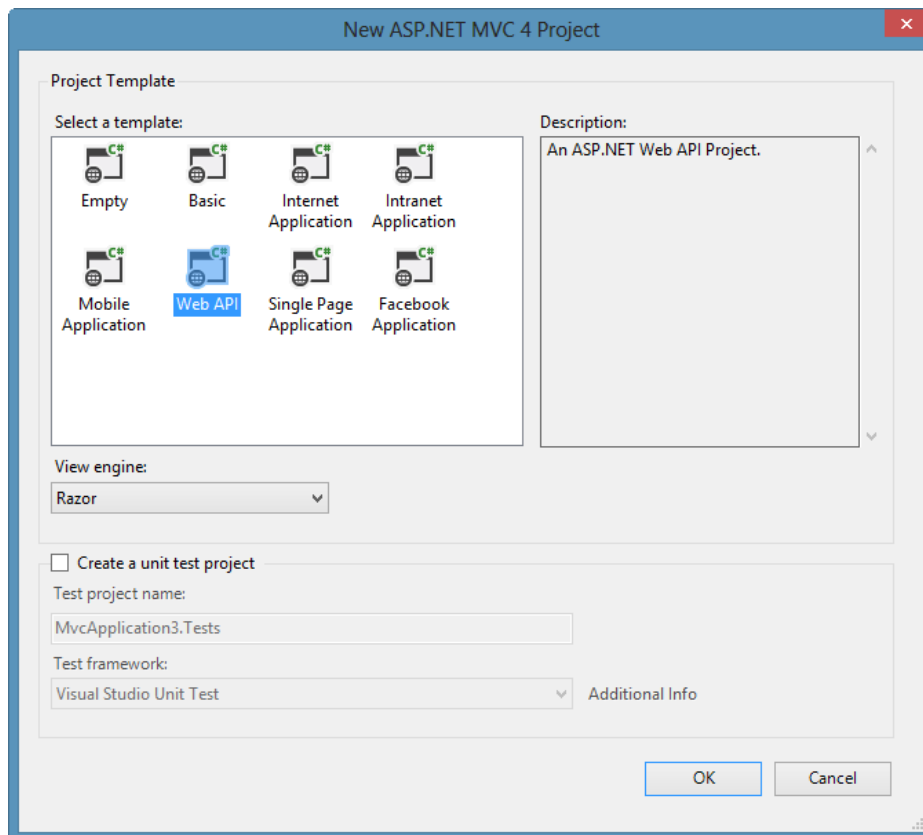 New ASP.NET MVC 4 Project
Project Template
Select a template:
Description:
An ASP.NET Web API Project.
C# C# C# C#
Empty
Basic
Internet
Application
Intranet
Application
C# C# C# C#
Mobile
Application
Web API
Single Page
Application
Facebook
Application
View engine:
Razor
Create a unit test project
Test project name:
MvcApplication3.Tests
Test framework:
Visual Studio Unit Test
Additional Info
OK
Cancel